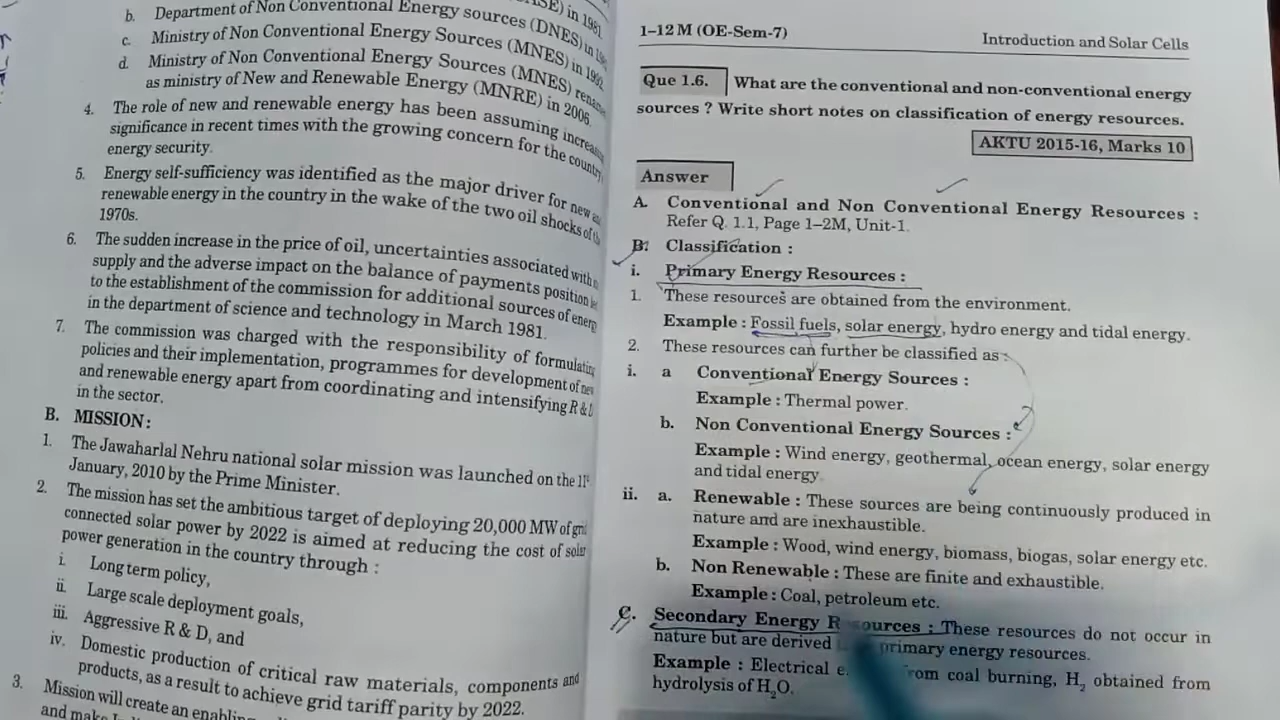 b. Department of Non Conventional Energy sources (DNES) in
c. Ministry of Non Conventional Energy Sources (MNES) in 1992.
d. Ministry of Non Conventional Energy Sources (MNES)
as ministry of New and Renewable Energy (MNRE) in 2006.
4. The role of new and renewable energy has been assuming
significance in recent times with the growing concern for the
energy security.
5. Energy self-sufficiency was identified as the major driver for new
renewable energy in the country in the wake of the two oil shocks of
1970s.
6. The sudden increase in the price of oil, uncertainties associated with
supply and the adverse impact on the balance of payments position
to the establishment of the commission for additional sources of energy
in the department of science and technology in March 1981.
7. The commission was charged with the responsibility of formulating
policies and their implementation, programmes for development of new
and renewable energy apart from coordinating and intensifying R & D
in the sector.
B. MISSION :
1. The Jawaharlal Nehru national solar mission was launched on the
January, 2010 by the Prime Minister.
2. The mission has set the ambitious target of deploying 20,000 MW of grid
connected solar power by 2022 is aimed at reducing the cost of solar
power generation in the country through :
i. Long term policy,
ii. Large scale deployment goals,
iii. Aggressive R & D, and
iv. Domestic production of critical raw materials, components and
products, as a result to achieve grid tariff parity by 2022.
3. Mission will create an
and make
1–12 M (OE-Sem-7) Introduction and Solar Cells
Que 1.6. What are the conventional and non-conventional energy
sources ? Write short notes on classification of energy resources.
AKTU 2015-16, Marks 10
Answer
A. Conventional and Non Conventional Energy Resources :
Refer Q. 1.1, Page 1–2M, Unit-1.
B. Classification :
i. Primary Energy Resources :
1. These resources are obtained from the environment.
Example : Fossil fuels, solar energy, hydro energy and tidal energy.
2. These resources can further be classified as :
i. a Conventional Energy Sources :
Example : Thermal power.
b. Non Conventional Energy Sources :
Example : Wind energy, geothermal, ocean energy, solar energy
and tidal energy.
ii. a. Renewable : These sources are being continuously produced in
nature and are inexhaustible.
Example : Wood, wind energy, biomass, biogas, solar energy etc.
b. Non Renewable : These are finite and exhaustible.
Example : Coal, petroleum etc.
C. Secondary Energy Resources : These resources do not occur in
nature but are derived primary energy resources.
Example : Electrical from coal burning, H₂ obtained from
hydrolysis of H₂O.